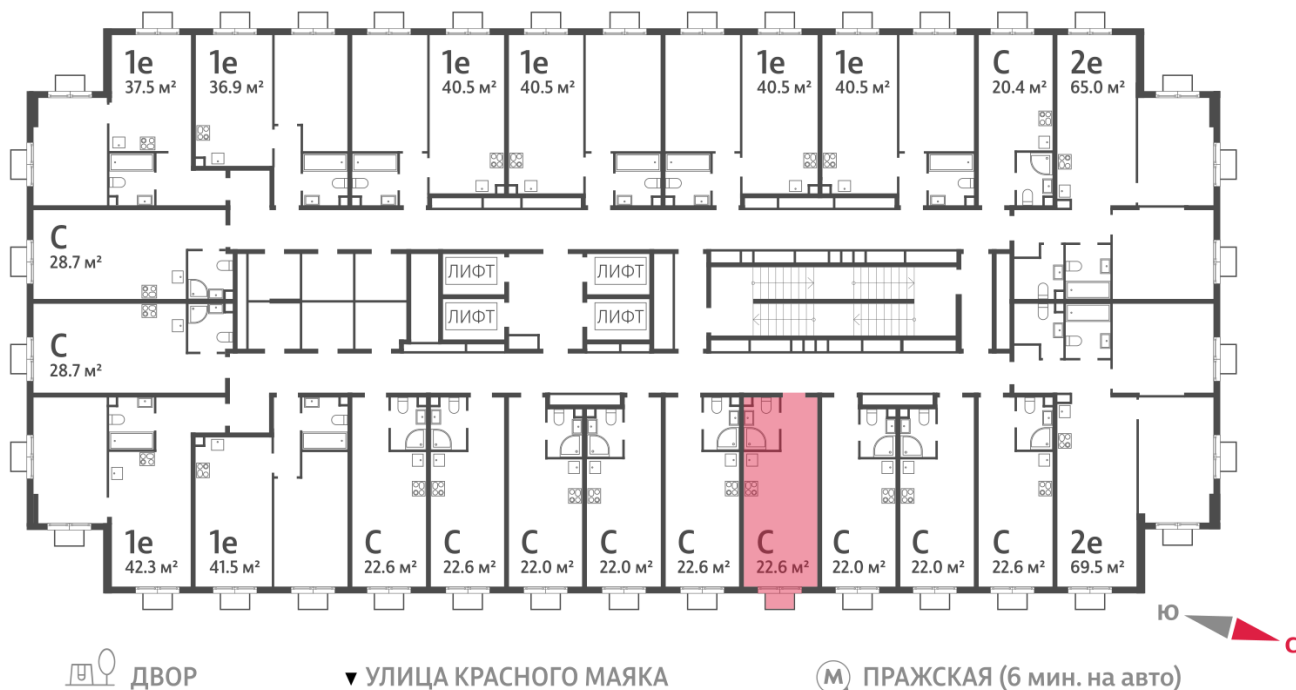 1е
37.5 м²
1е
36.9 м²
1е
40.5 м²
1е
40.5 м²
1е
40.5 м²
1е
40.5 м²
С
20.4 м²
2е
65.0 м²
С
28.7 м²
ЛИФТ
ЛИФТ
ЛИФТ
ЛИФТ
С
28.7 м²
1е
42.3 м²
1е
41.5 м²
С
22.6 м²
С
22.6 м²
С
22.0 м²
С
22.0 м²
С
22.6 м²
С
22.6 м²
С
22.0 м²
С
22.0 м²
С
22.6 м²
2е
69.5 м²
Ю
С
ДВОР
▼ УЛИЦА КРАСНОГО МАЯКА
М ПРАЖСКАЯ (6 мин. на авто)